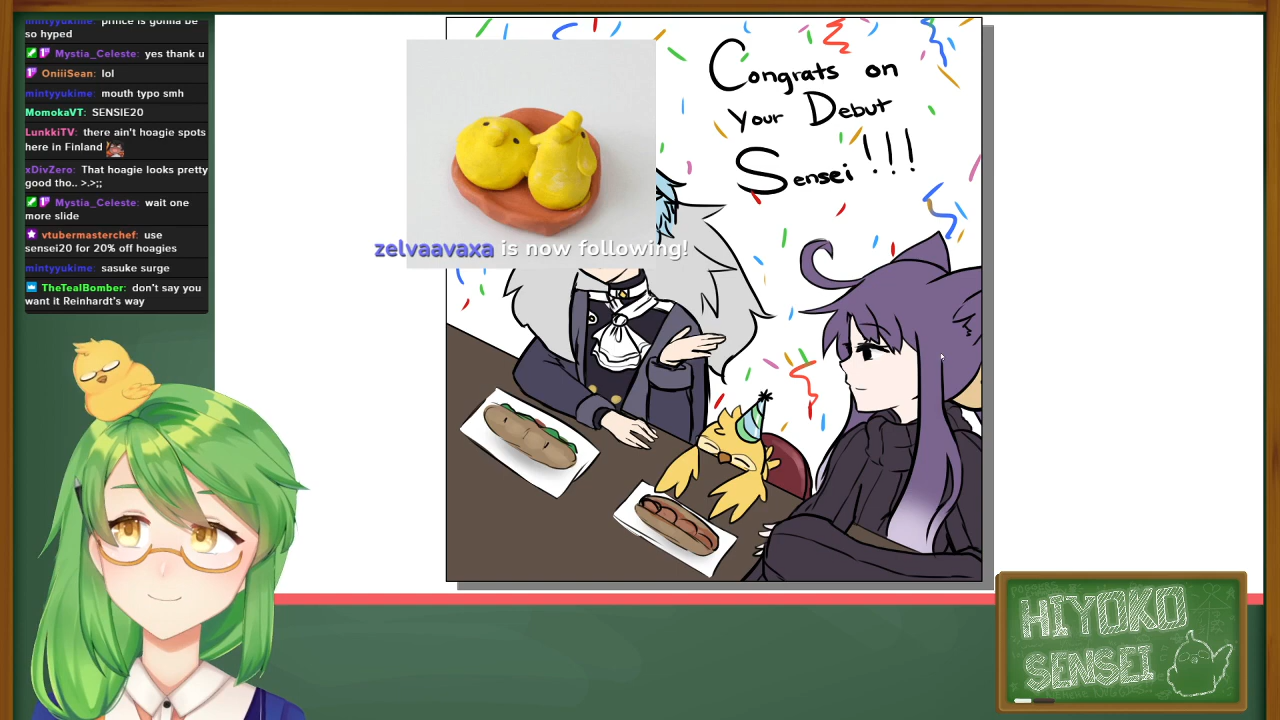 mintyyukime: prince is gonna be
so hyped
Mystia_Celeste: yes thank u
OniiiSean: lol
mintyyukime: mouth typo smh
MomokaVT: SENSIE20
LunkkiTV: there ain't hoagie spots
here in Finland
xDivZero: That hoagie looks pretty
good tho.. >.>;;
Mystia_Celeste: wait one
more slide
vtubermasterchef: use
sensei20 for 20% off hoagies
mintyyukime: sasuke surge
TheTealBomber: don't say you
want it Reinhardt's way
Congrats on
your Debut
Sensei !!!
zelvaavaxa is now following!
HIYOKO
SENSEI